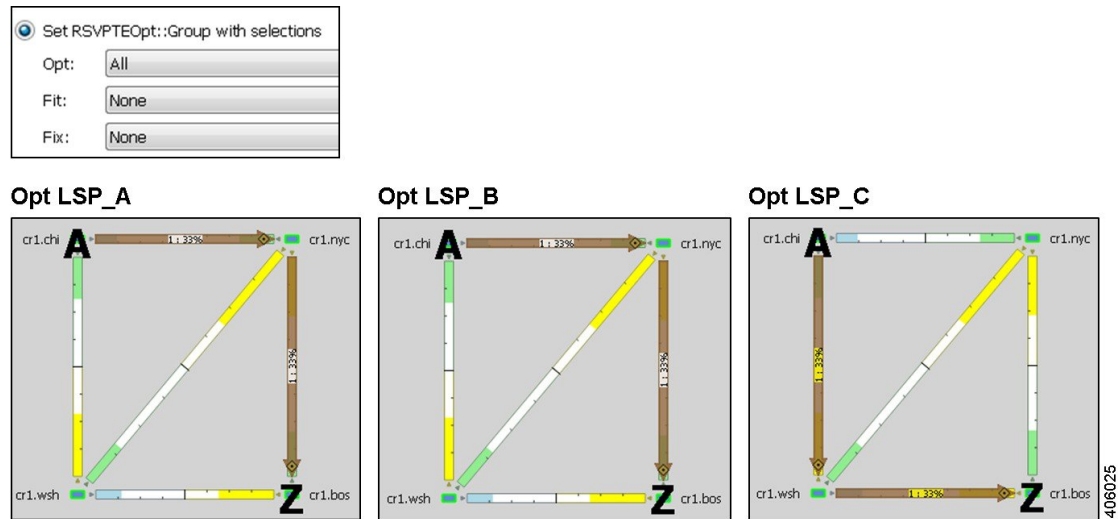 Set RSVPTEOpt::Group with selections
Opt: All
Fit: None
Fix: None
Opt LSP_A
Opt LSP_B
Opt LSP_C
cr1.chi A 1 : 33% cr1.nyc
1 : 33%
cr1.wsh Z cr1.bos
cr1.chi A 1 : 33% cr1.nyc
1 : 33%
cr1.wsh Z cr1.bos
cr1.chi A cr1.nyc
1 : 33%
cr1.wsh 1 : 33% Z cr1.bos
406025